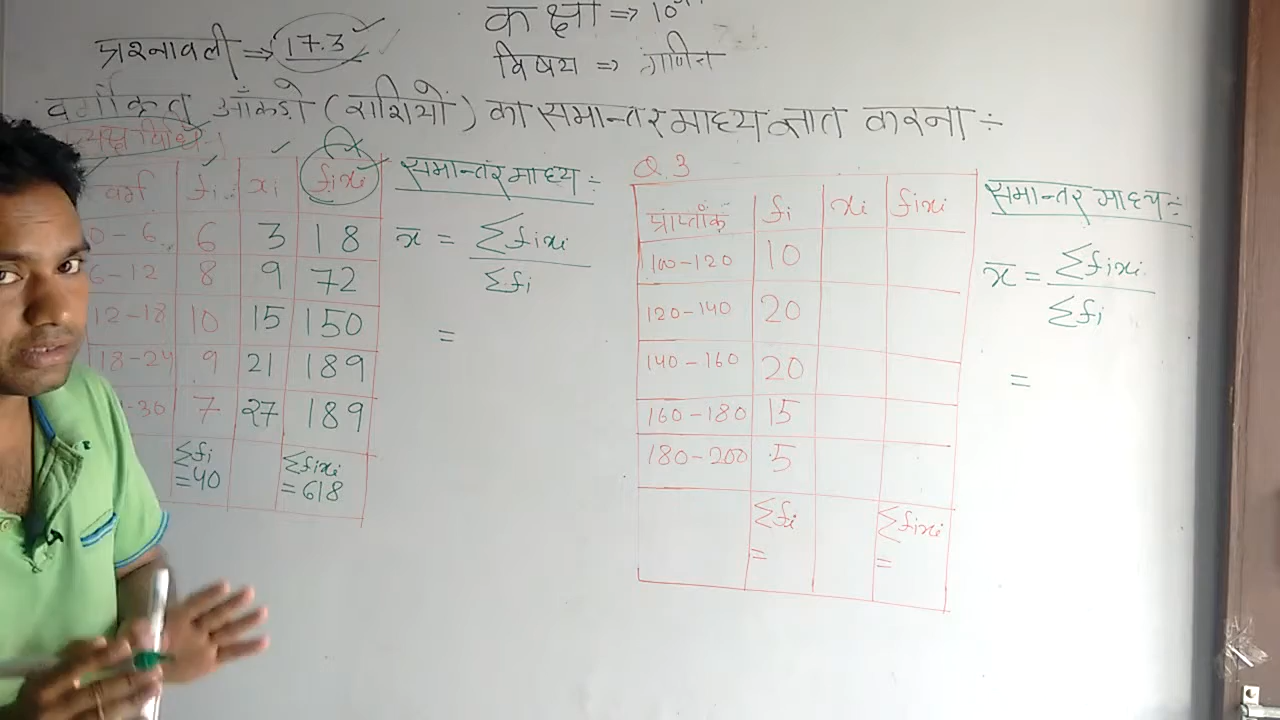 कक्षा ⇒ 10
प्रश्नावली ⇒ 17.3
विषय ⇒ गणित
वर्गीकृत आँकडो (राशियो) का समान्तर माध्य ज्ञात करना ÷
वर्ग fi xi fixi
0-6 6 3 18
6-12 8 9 72
12-18 10 15 150
18-24 9 21 189
-30 7 27 189
Σfi =40 Σfixi =618
समान्तर माध्य ÷
x̄ = Σfixi / Σfi
=
Q.3
प्राप्ताँक fi xi fixi
100-120 10
120-140 20
140-160 20
160-180 15
180-200 5
Σfi = Σfixi =
समान्तर माध्य ÷
x̄ = Σfixi / Σfi
=